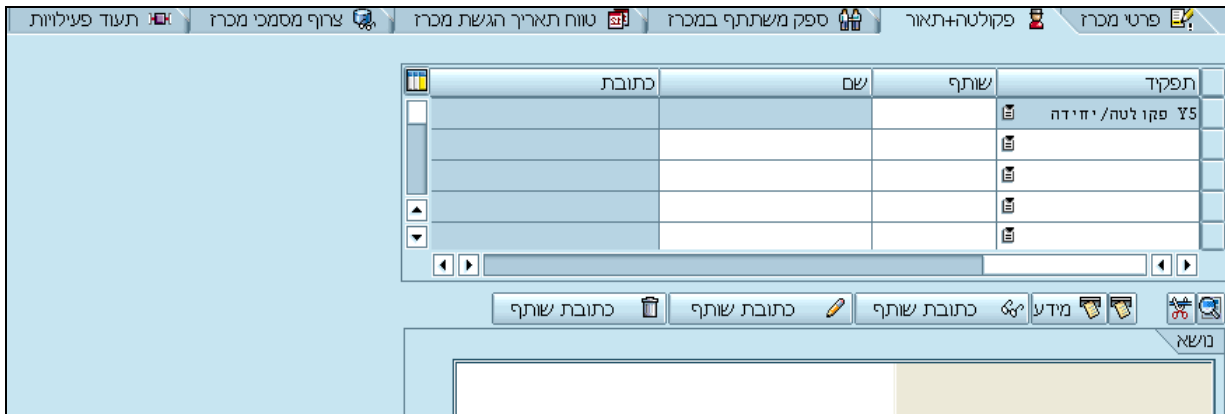 פרטי מכרז פקולטה+תאור ספק משתתף במכרז טווח תאריך הגשת מכרז צרוף מסמכי מכרז תעוד פעילויות
תפקיד שותף שם כתובת
Y5 פקולטה/יחידה
מידע כתובת שותף כתובת שותף כתובת שותף
נושא